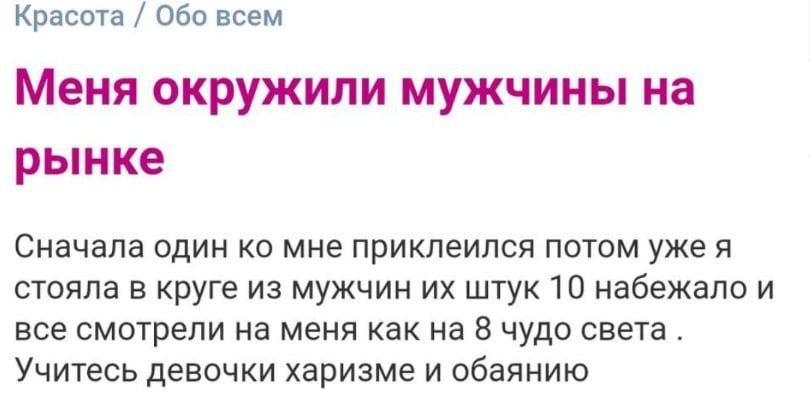 Красота / Обо всем
Меня окружили мужчины на
рынке
Сначала один ко мне приклеился потом уже я
стояла в круге из мужчин их штук 10 набежало и
все смотрели на меня как на 8 чудо света .
Учитесь девочки харизме и обаянию